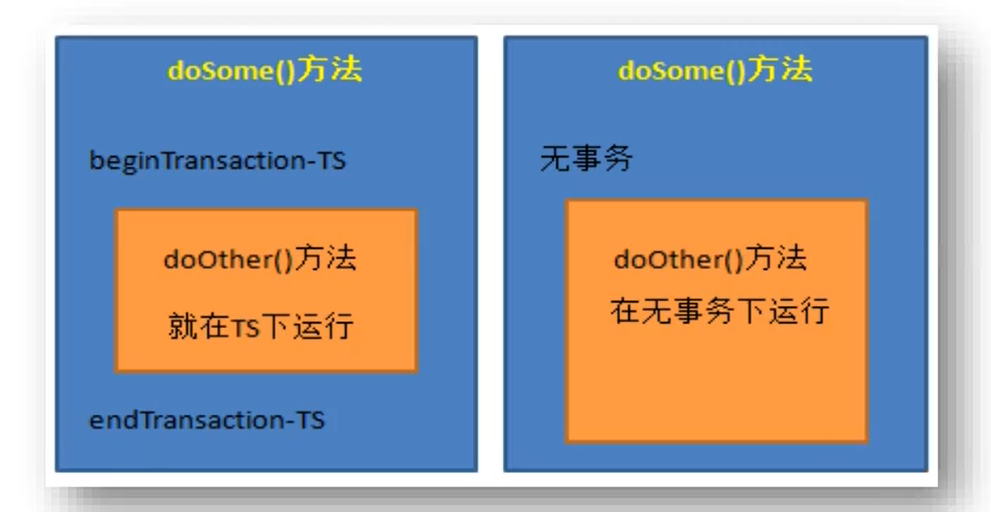 doSome()方法
beginTransaction-TS
doOther()方法
就在TS下运行
endTransaction-TS
doSome()方法
无事务
doOther()方法
在无事务下运行